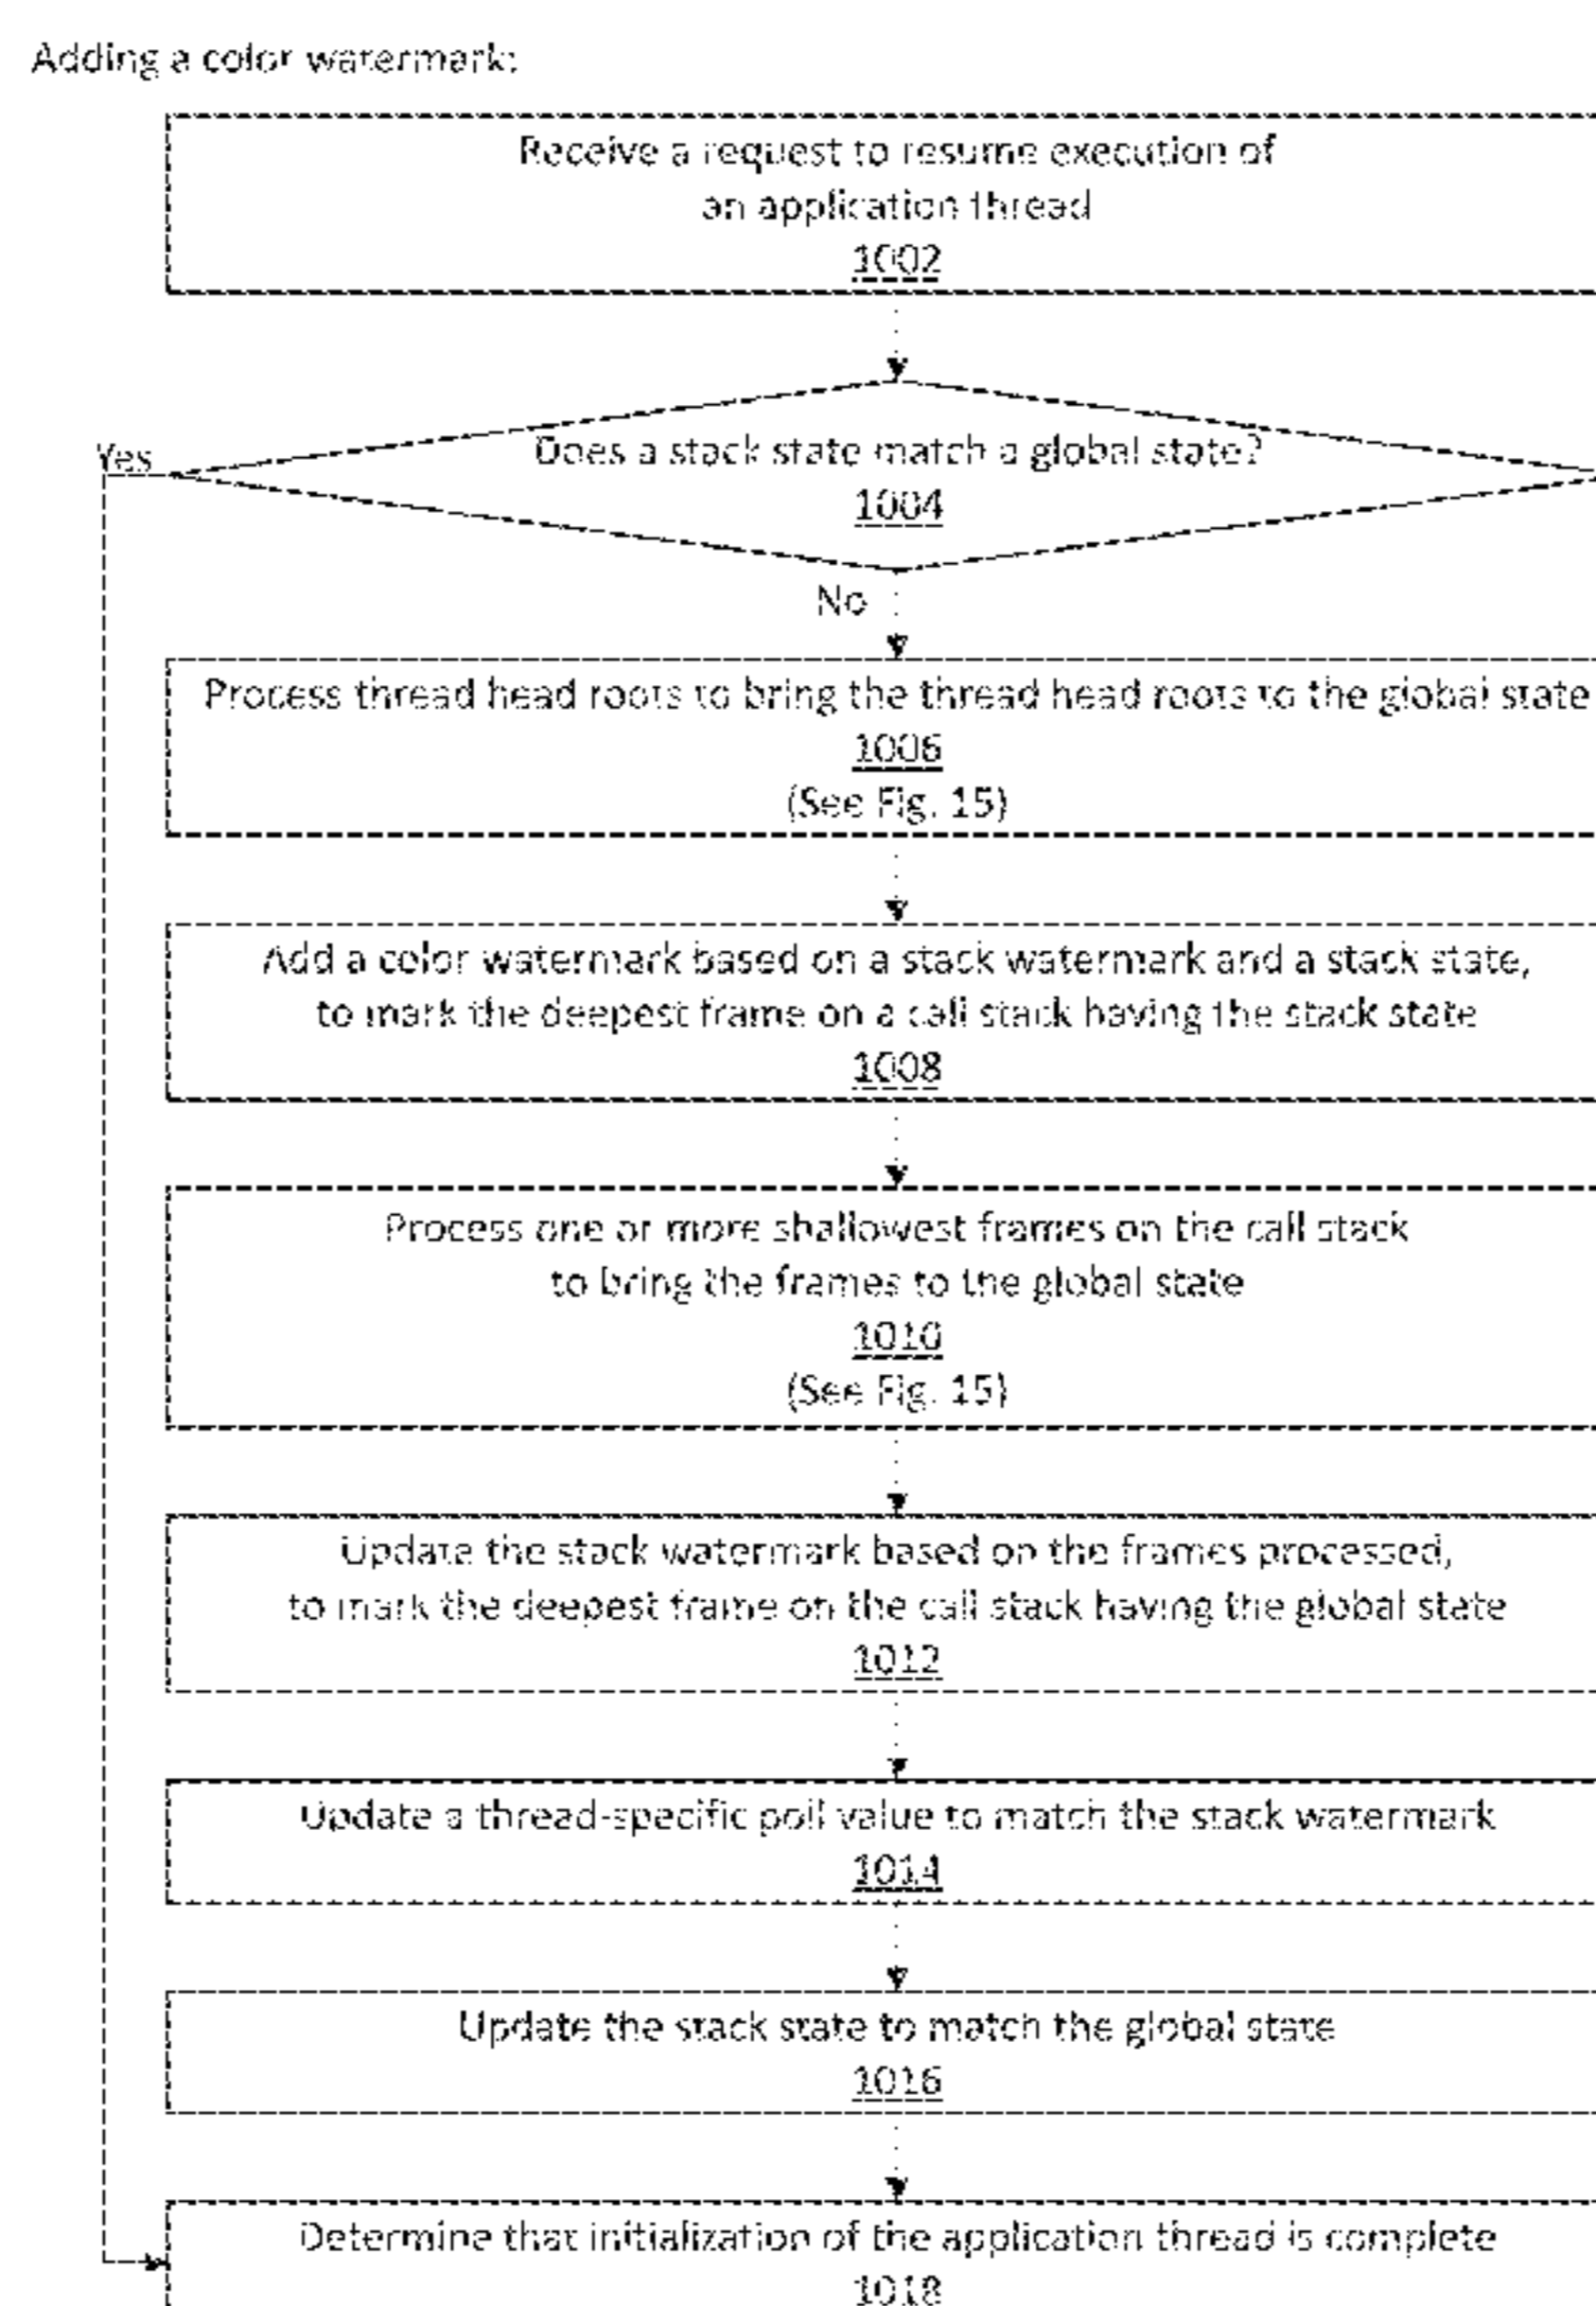 Adding a color watermark:
Receive a request to resume execution of
an application thread
1002
Does a stack state match a global state?
1004
Yes
No
Process thread head roots to bring the thread head roots to the global state
1006
(See Fig. 15)
Add a color watermark based on a stack watermark and a stack state,
to mark the deepest frame on a call stack having the stack state
1008
Process one or more shallowest frames on the call stack
to bring the frames to the global state
1010
(See Fig. 15)
Update the stack watermark based on the frames processed,
to mark the deepest frame on the call stack having the global state
1012
Update a thread-specific poll value to match the stack watermark
1014
Update the stack state to match the global state
1016
Determine that initialization of the application thread is complete
1018